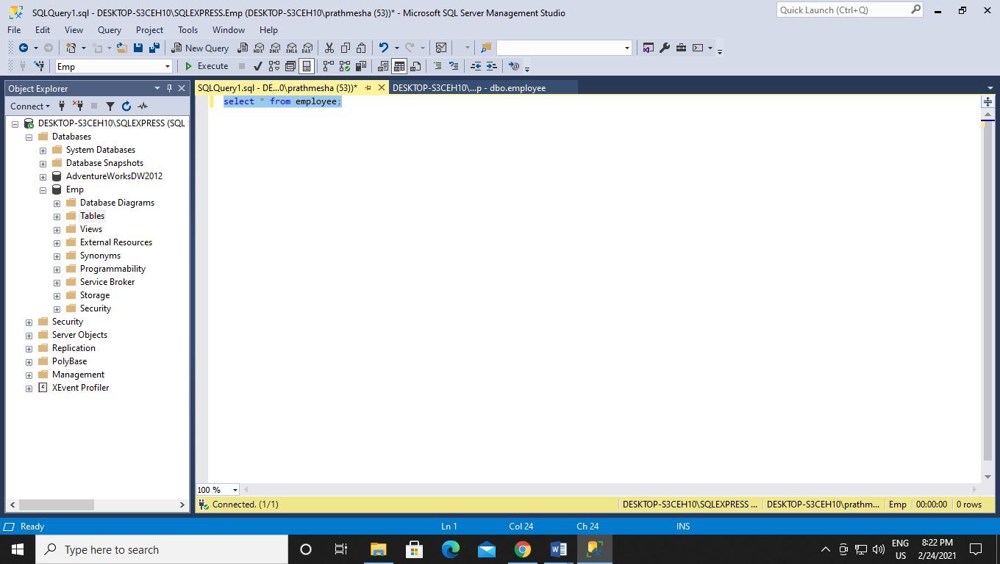 SQLQuery1.sql - DESKTOP-S3CEH10\SQLEXPRESS.Emp (DESKTOP-S3CEH10\prathmesha (53))* - Microsoft SQL Server Management Studio
Quick Launch (Ctrl+Q)
File Edit View Query Project Tools Window Help
New Query
MDX DMX XMLA DAX
Emp
Execute
Object Explorer
SQLQuery1.sql - DE...0\prathmesha (53))*
DESKTOP-S3CEH10\...p - dbo.employee
Connect
select * from employee;
DESKTOP-S3CEH10\SQLEXPRESS (SQL
Databases
System Databases
Database Snapshots
AdventureWorksDW2012
Emp
Database Diagrams
Tables
Views
External Resources
Synonyms
Programmability
Service Broker
Storage
Security
Security
Server Objects
Replication
PolyBase
Management
XEvent Profiler
100 %
Connected. (1/1)
DESKTOP-S3CEH10\SQLEXPRESS ...
DESKTOP-S3CEH10\prathm...
Emp
00:00:00
0 rows
Ready
Ln 1
Col 24
Ch 24
INS
Type here to search
ENG
US
8:22 PM
2/24/2021